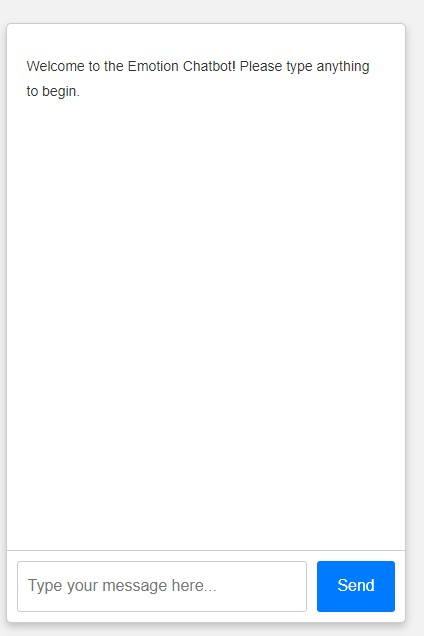 Welcome to the Emotion Chatbot! Please type anything
to begin.
Type your message here...
Send